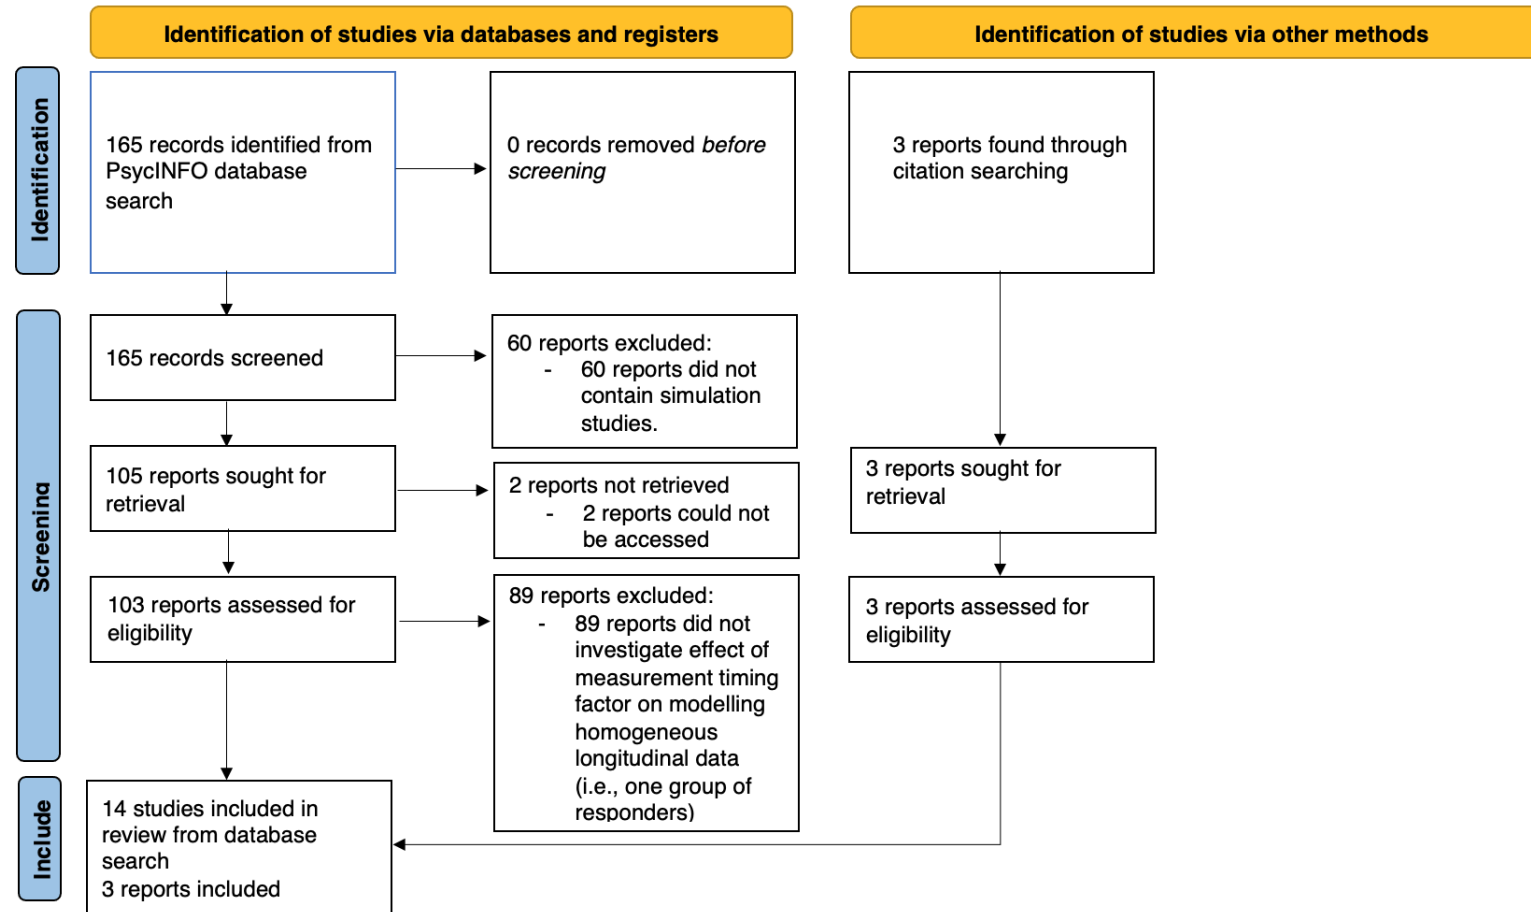 Identification of studies via databases and registers
Identification of studies via other methods
Identification
165 records identified from
PsycINFO database
search
0 records removed before
screening
3 reports found through
citation searching
Screening
165 records screened
60 reports excluded:
- 60 reports did not
contain simulation
studies.
105 reports sought for
retrieval
2 reports not retrieved
- 2 reports could not
be accessed
3 reports sought for
retrieval
103 reports assessed for
eligibility
89 reports excluded:
- 89 reports did not
investigate effect of
measurement timing
factor on modelling
homogeneous
longitudinal data
(i.e., one group of
responders)
3 reports assessed for
eligibility
Include
14 studies included in
review from database
search
3 reports included